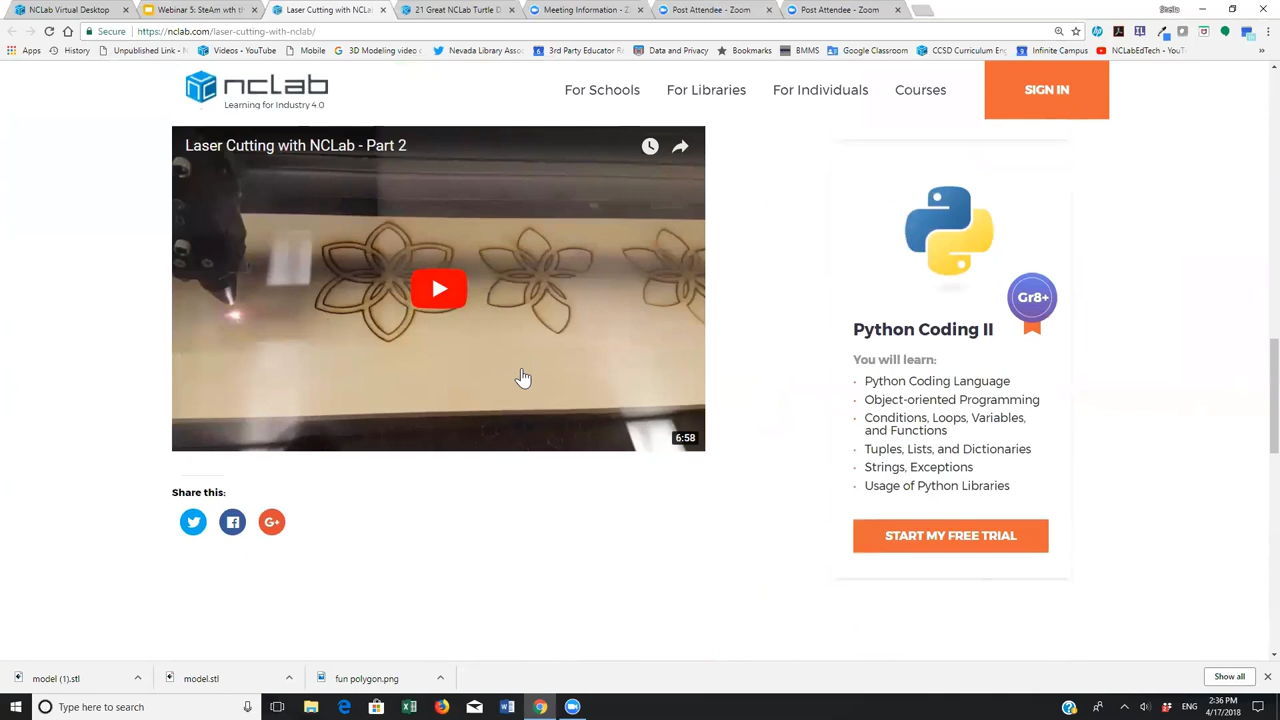 NCLab Virtual Desktop
Webinar 5: SteAm wth th
Laser Cutting with NCLa
21 Great NCLab Turtle D
Meeting Information - Z
Post Attendee - Zoom
Post Attendee - Zoom
Secure
https://nclab.com/laser-cutting-with-nclab/
Apps
History
Unpublished Link - R
Videos - YouTube
Mobile
3D Modeling video c
Nevada Library Asso
3rd Party Educator R
Data and Privacy
Bookmarks
BMMS
Google Classroom
CCSD Curriculum Eng
Infinite Campus
NCLabEdTech - YouT
nclab
Learning for Industry 4.0
For Schools
For Libraries
For Individuals
Courses
SIGN IN
Laser Cutting with NCLab - Part 2
6:58
Share this:
G+
Gr8+
Python Coding II
You will learn:
Python Coding Language
Object-oriented Programming
Conditions, Loops, Variables,
and Functions
Tuples, Lists, and Dictionaries
Strings, Exceptions
Usage of Python Libraries
START MY FREE TRIAL
model (1).stl
model.stl
fun polygon.png
Show all
Type here to search
2:36 PM
4/17/2018